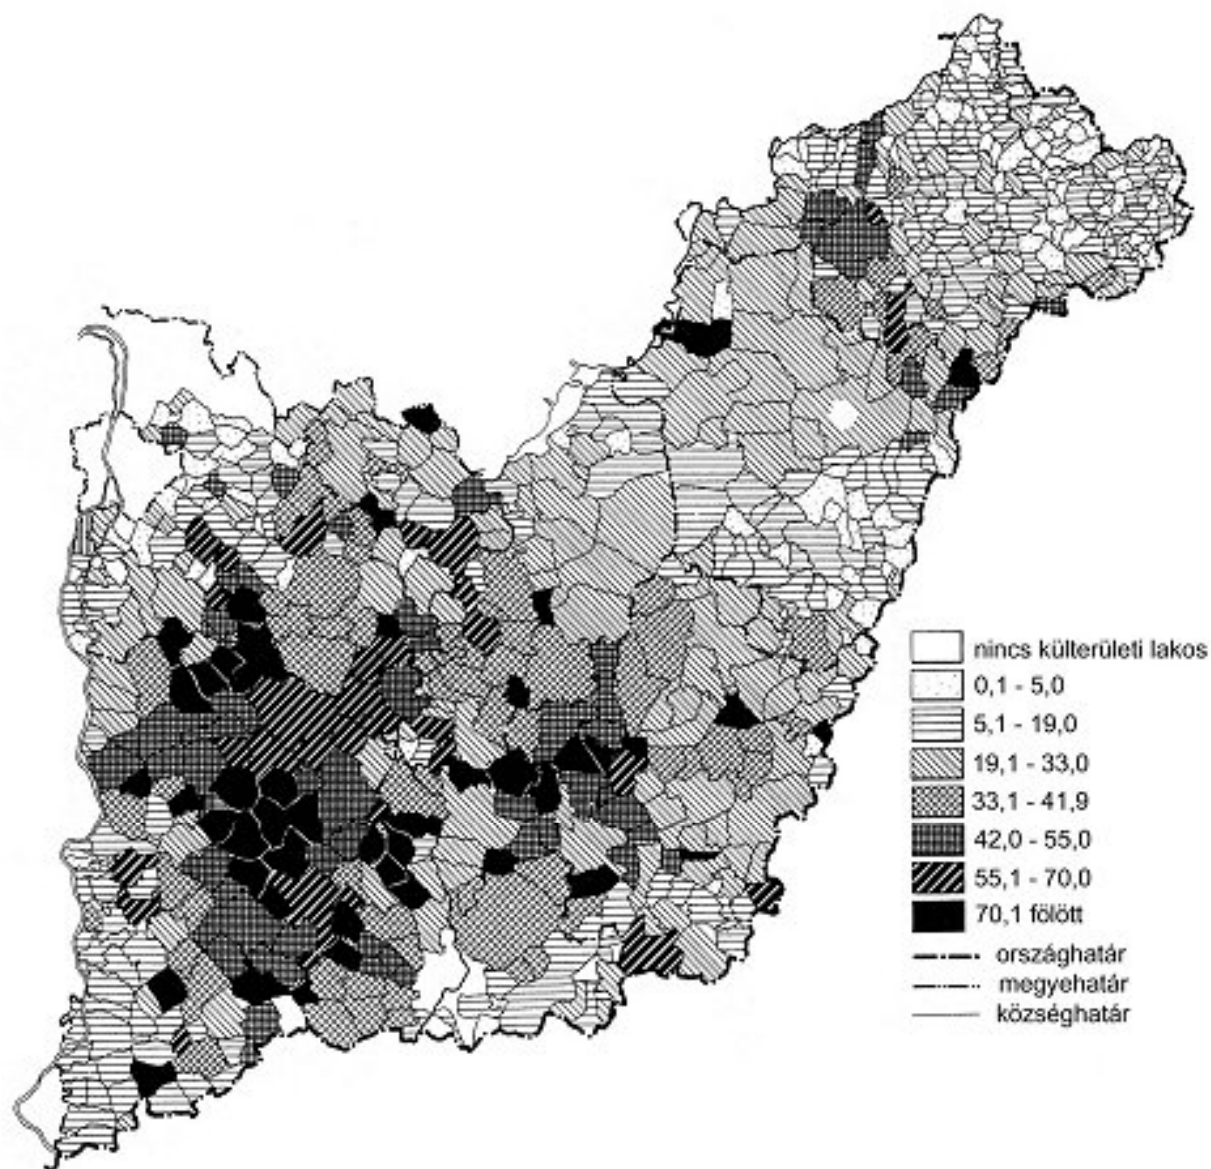 nincs külterületi lakos
0,1 - 5,0
5,1 - 19,0
19,1 - 33,0
33,1 - 41,9
42,0 - 55,0
55,1 - 70,0
70,1 fölött
országhatár
megyehatár
községhatár